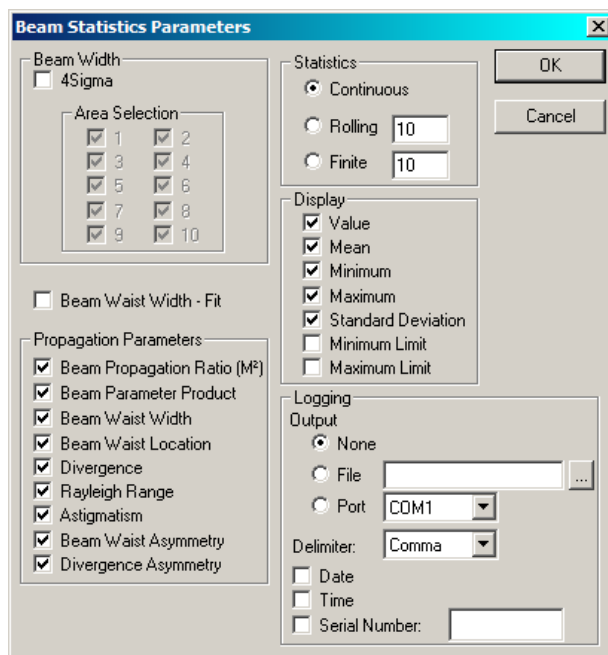 Beam Statistics Parameters
Beam Width
4Sigma
Area Selection
1 2
3 4
5 6
7 8
9 10
Beam Waist Width - Fit
Propagation Parameters
Beam Propagation Ratio (M²)
Beam Parameter Product
Beam Waist Width
Beam Waist Location
Divergence
Rayleigh Range
Astigmatism
Beam Waist Asymmetry
Divergence Asymmetry
Statistics
Continuous
Rolling 10
Finite 10
Display
Value
Mean
Minimum
Maximum
Standard Deviation
Minimum Limit
Maximum Limit
Logging
Output
None
File ...
Port COM1
Delimiter: Comma
Date
Time
Serial Number:
OK
Cancel